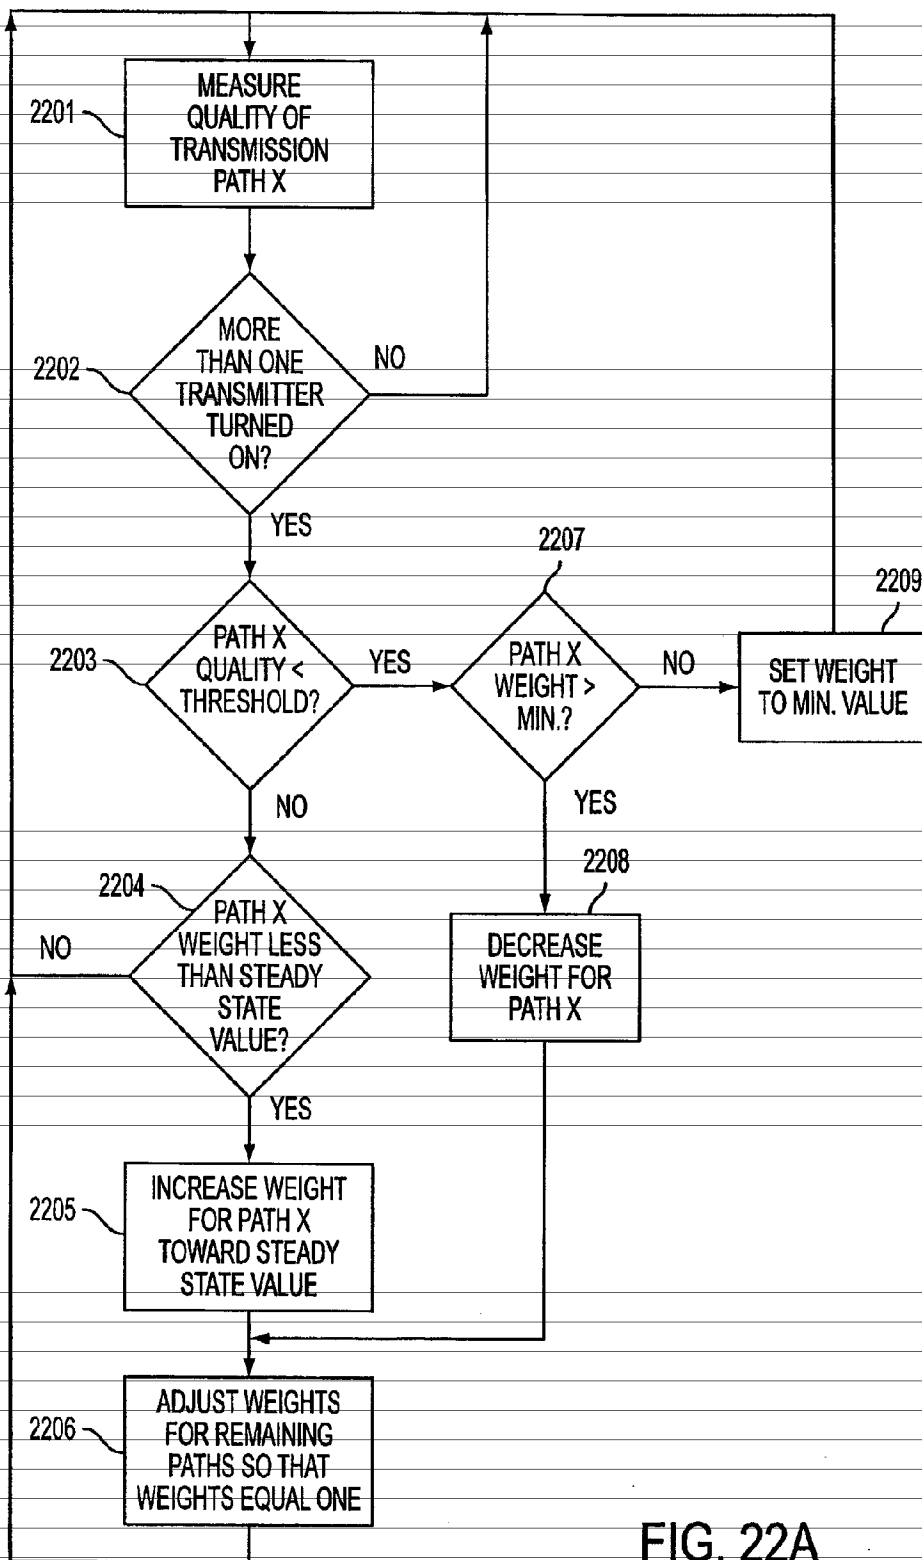 MEASURE
QUALITY OF
TRANSMISSION
PATH X
2201
MORE
THAN ONE
TRANSMITTER
TURNED
ON?
2202
NO
YES
PATH X
QUALITY <
THRESHOLD?
2203
YES
2207
PATH X
WEIGHT >
MIN.?
NO
2209
SET WEIGHT
TO MIN. VALUE
NO
YES
2204
PATH X
WEIGHT LESS
THAN STEADY
STATE
VALUE?
NO
2208
DECREASE
WEIGHT FOR
PATH X
YES
2205
INCREASE WEIGHT
FOR PATH X
TOWARD STEADY
STATE VALUE
2206
ADJUST WEIGHTS
FOR REMAINING
PATHS SO THAT
WEIGHTS EQUAL ONE
FIG. 22A